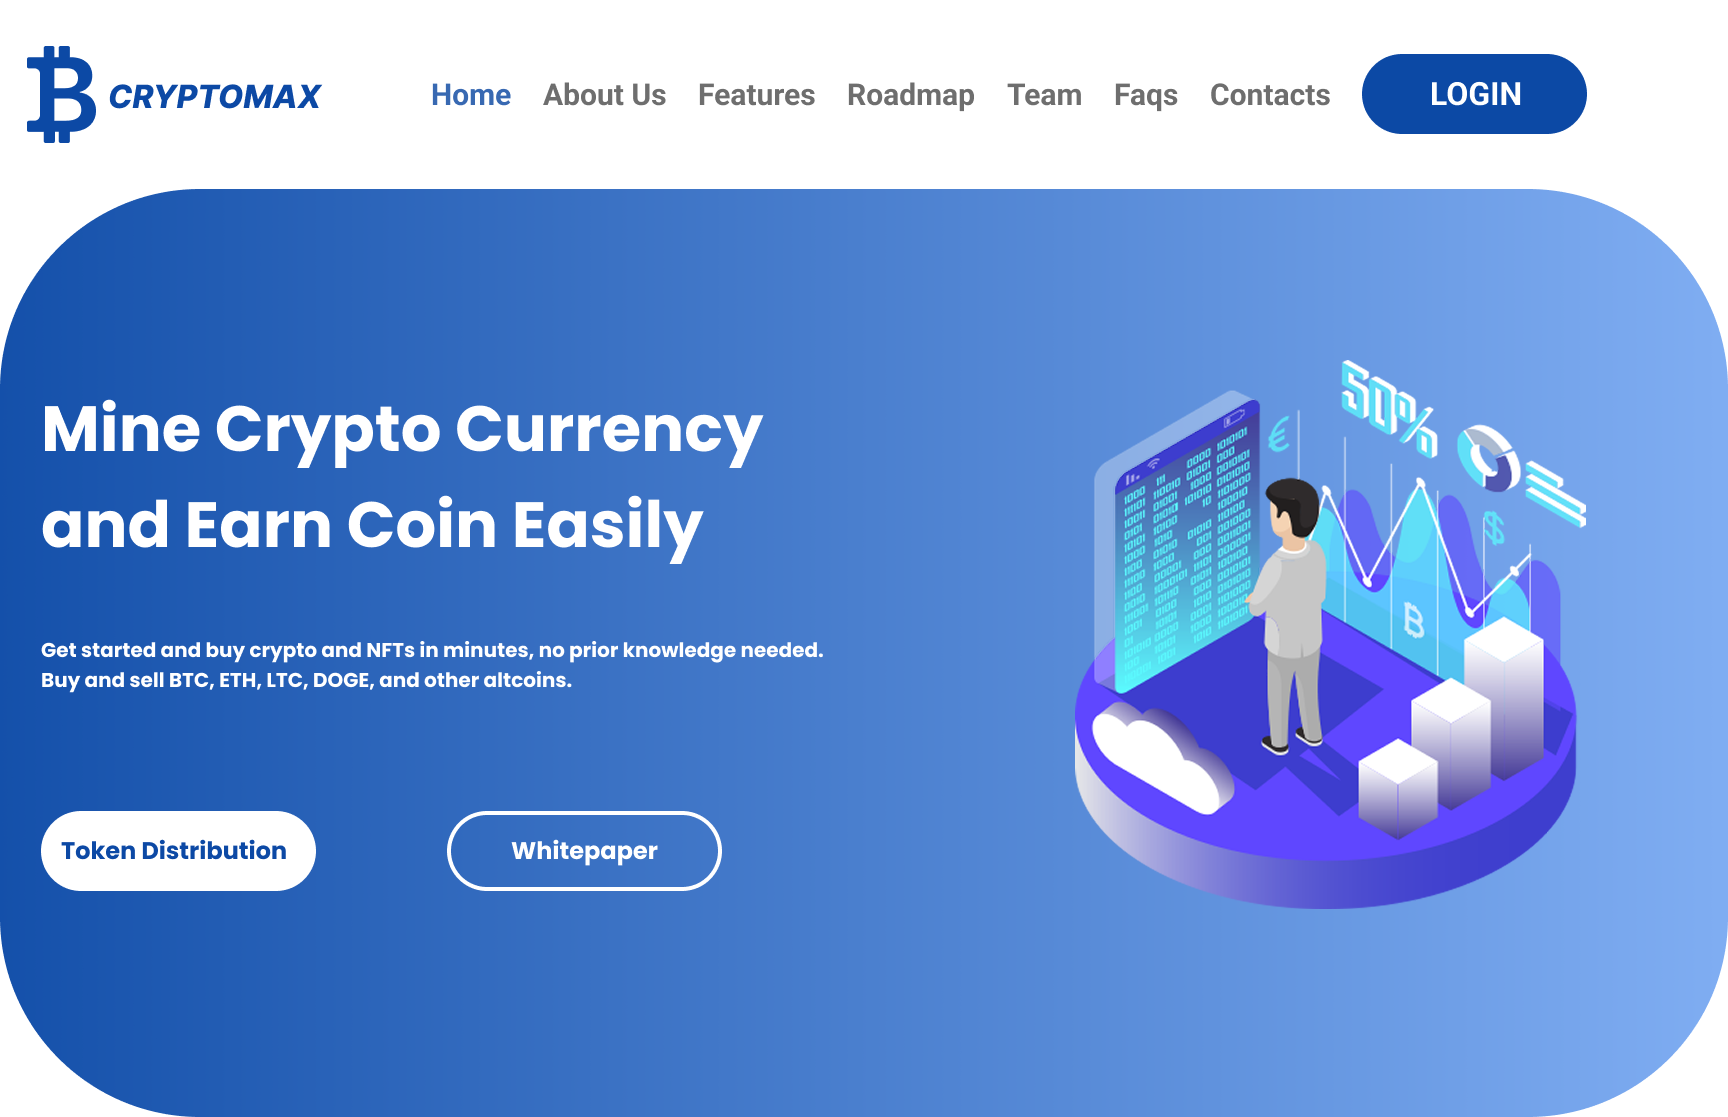 CRYPTOMAX
Home About Us Features Roadmap Team Faqs Contacts LOGIN
Mine Crypto Currency
and Earn Coin Easily
Get started and buy crypto and NFTs in minutes, no prior knowledge needed.
Buy and sell BTC, ETH, LTC, DOGE, and other altcoins.
Token Distribution Whitepaper
50%
€
$